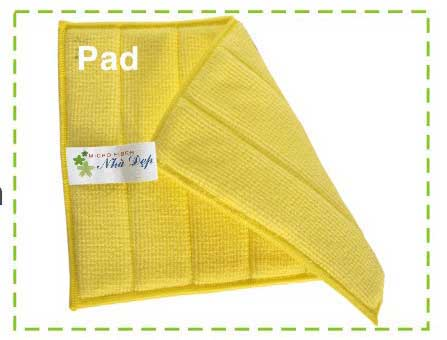 Pad
MICRO FIBER
Nhà Đẹp